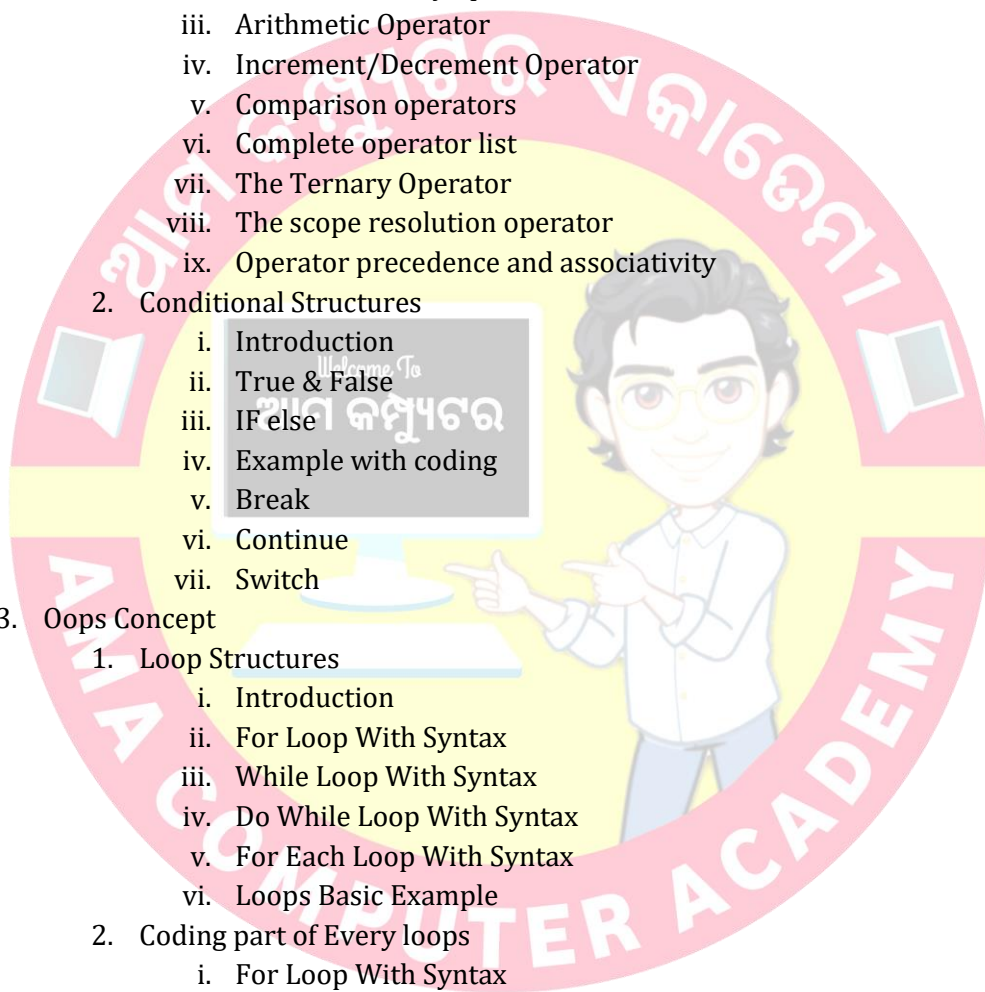 iii. Arithmetic Operator
iv. Increment/Decrement Operator
v. Comparison operators
vi. Complete operator list
vii. The Ternary Operator
viii. The scope resolution operator
ix. Operator precedence and associativity
2. Conditional Structures
i. Introduction
ii. True & False
iii. IF else
iv. Example with coding
v. Break
vi. Continue
vii. Switch
3. Oops Concept
1. Loop Structures
i. Introduction
ii. For Loop With Syntax
iii. While Loop With Syntax
iv. Do While Loop With Syntax
v. For Each Loop With Syntax
vi. Loops Basic Example
2. Coding part of Every loops
i. For Loop With Syntax
ଆମ କମ୍ପ୍ୟୁଟର ଏକାଡେମୀ
Welcome To
ଆମ କମ୍ପ୍ୟୁଟର
AMA COMPUTER ACADEMY